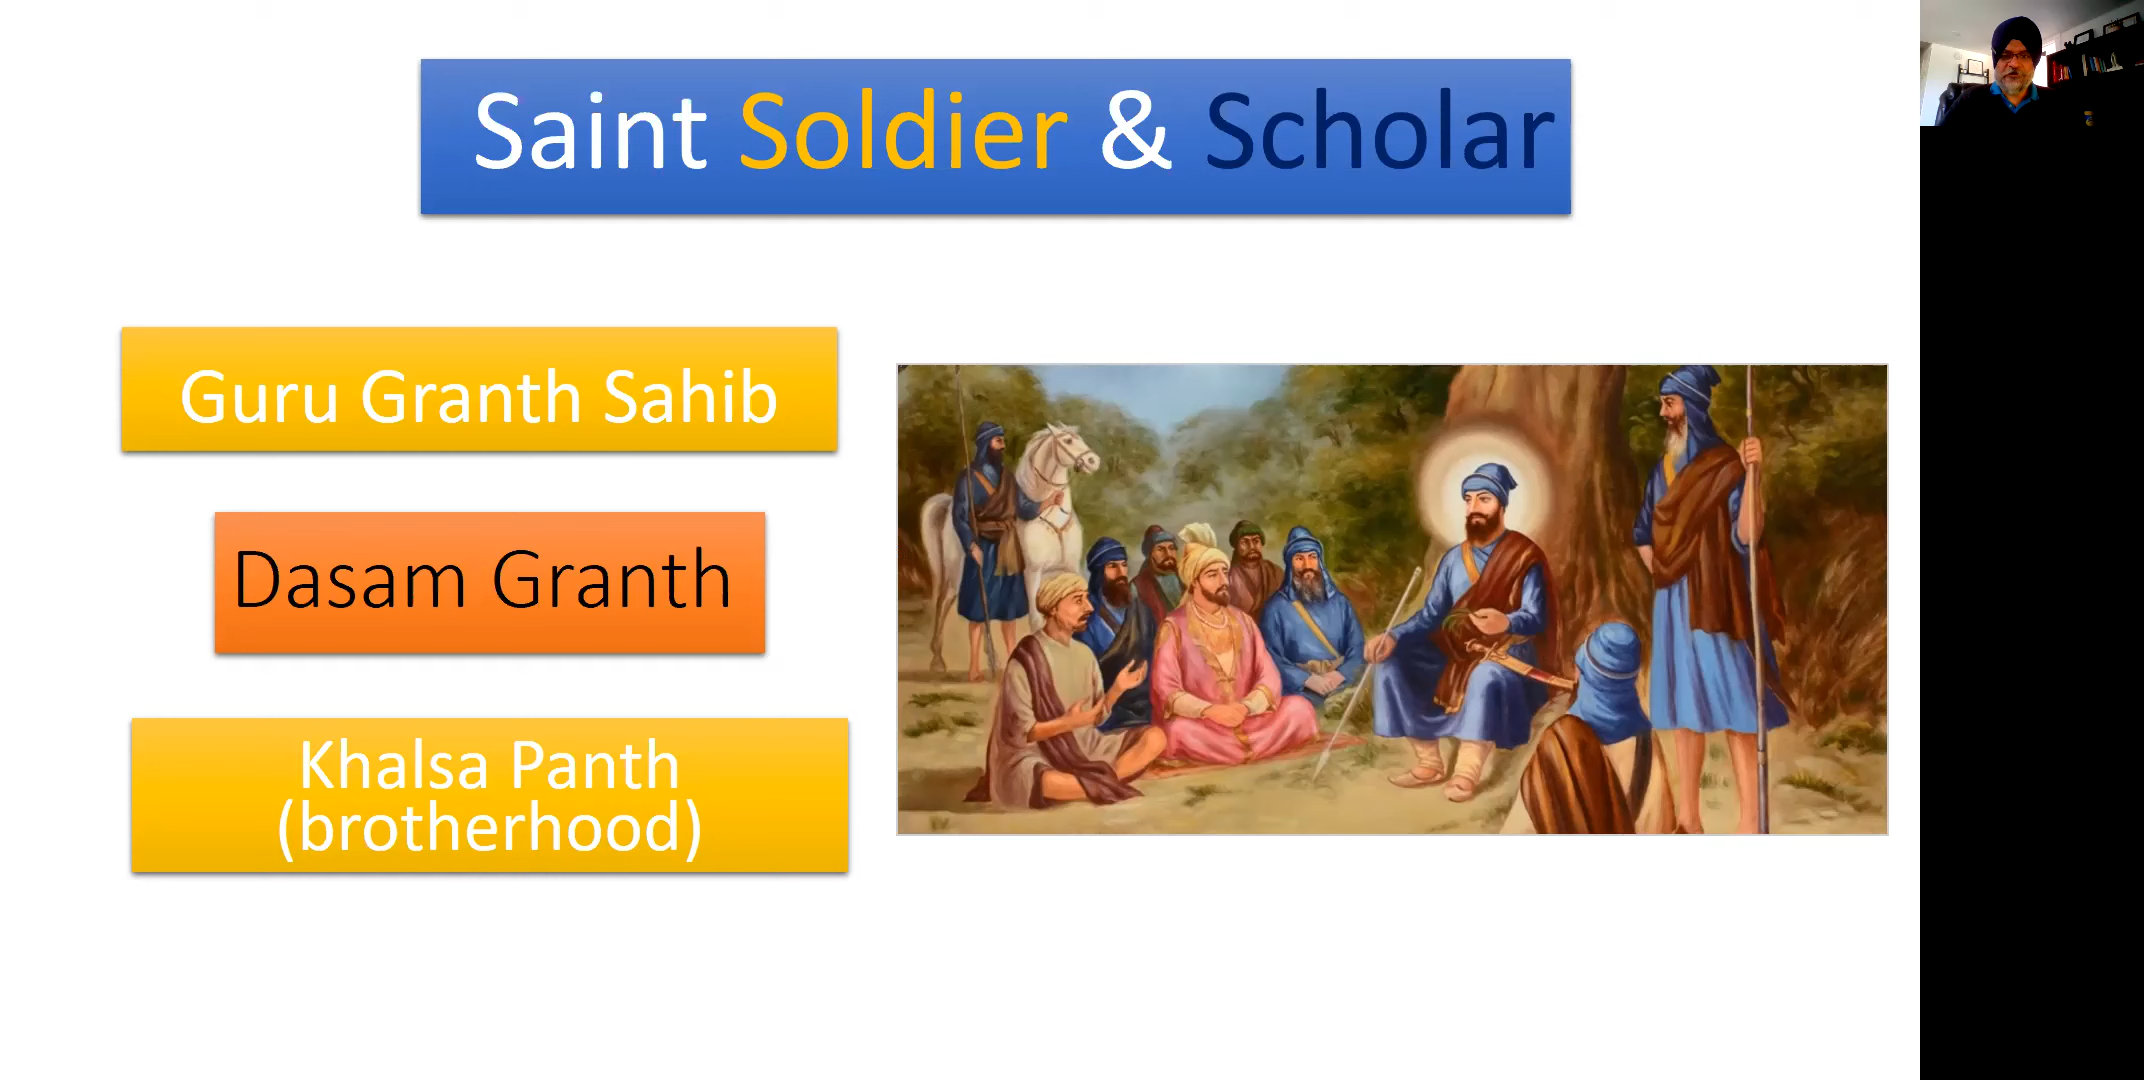 Saint Soldier & Scholar
Guru Granth Sahib
Dasam Granth
Khalsa Panth
(brotherhood)